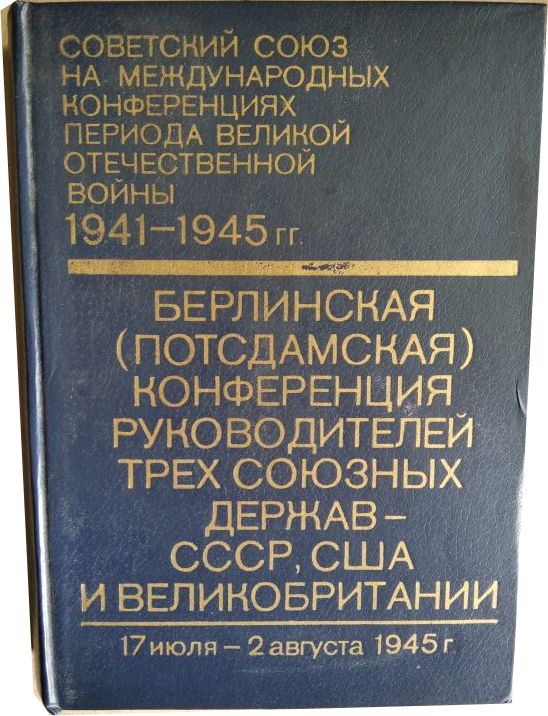 СОВЕТСКИЙ СОЮЗ
НА МЕЖДУНАРОДНЫХ
КОНФЕРЕНЦИЯХ
ПЕРИОДА ВЕЛИКОЙ
ОТЕЧЕСТВЕННОЙ
ВОЙНЫ
1941–1945 гг.
БЕРЛИНСКАЯ
(ПОТСДАМСКАЯ)
КОНФЕРЕНЦИЯ
РУКОВОДИТЕЛЕЙ
ТРЕХ СОЮЗНЫХ
ДЕРЖАВ –
СССР, США
И ВЕЛИКОБРИТАНИИ
17 июля – 2 августа 1945 г.